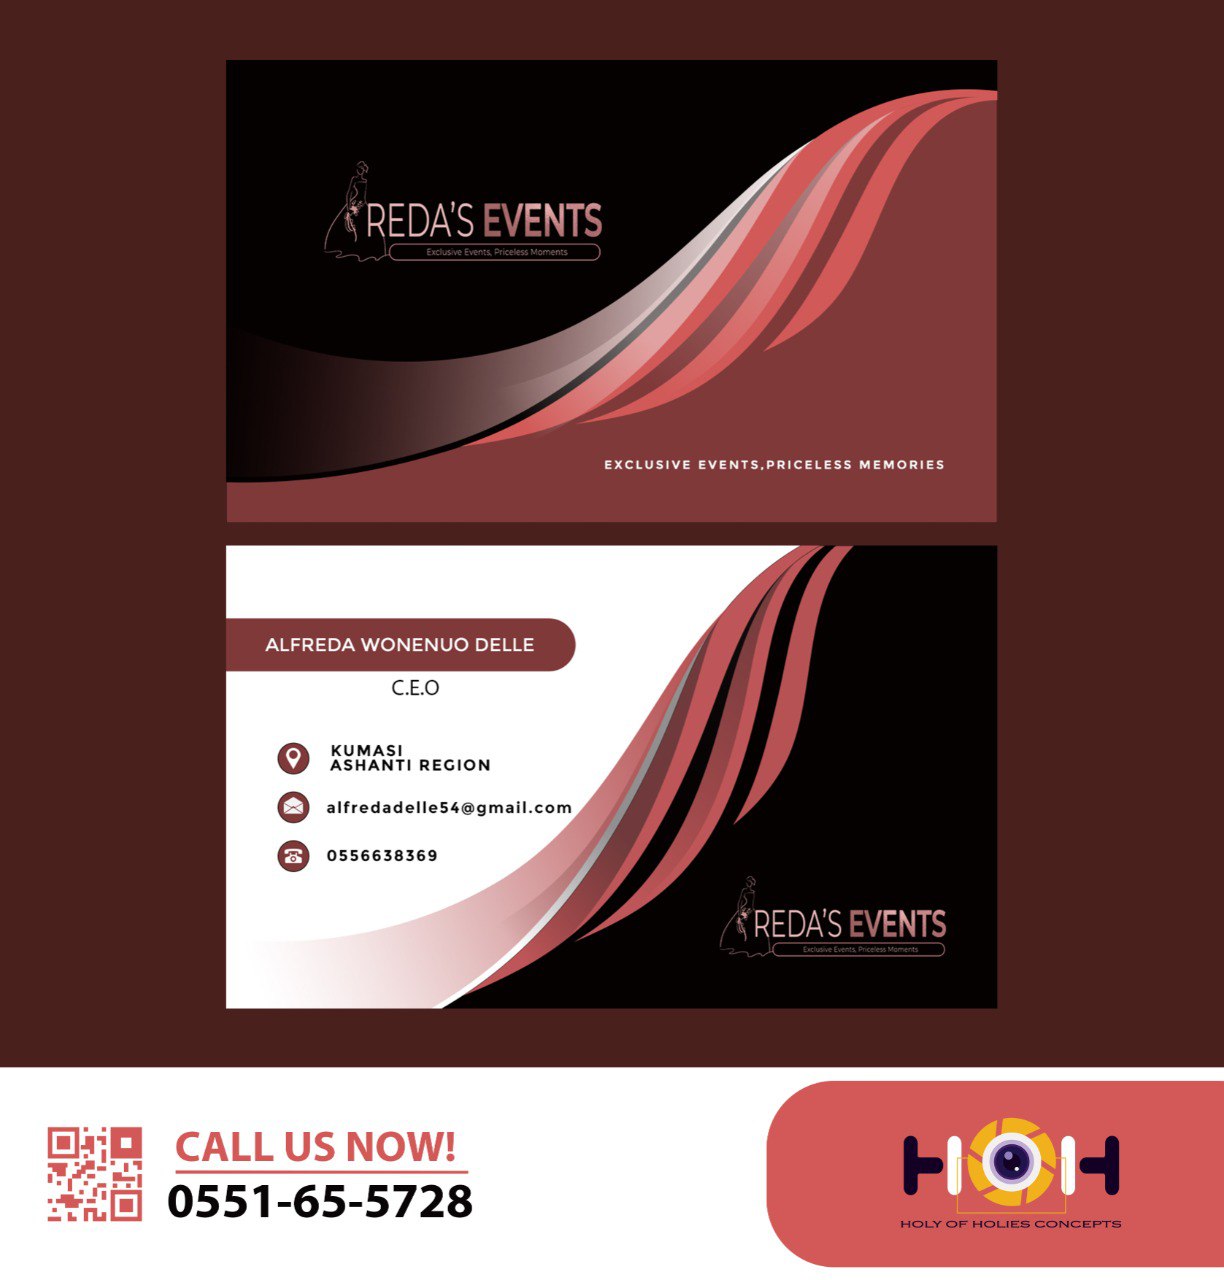 REDA'S EVENTS
Exclusive Events, Priceless Moments
EXCLUSIVE EVENTS,PRICELESS MEMORIES
ALFREDA WONENUO DELLE
C.E.O
KUMASI
ASHANTI REGION
alfredadelle54@gmail.com
0556638369
REDA'S EVENTS
Exclusive Events, Priceless Moments
CALL US NOW!
0551-65-5728
HOH
HOLY OF HOLIES CONCEPTS